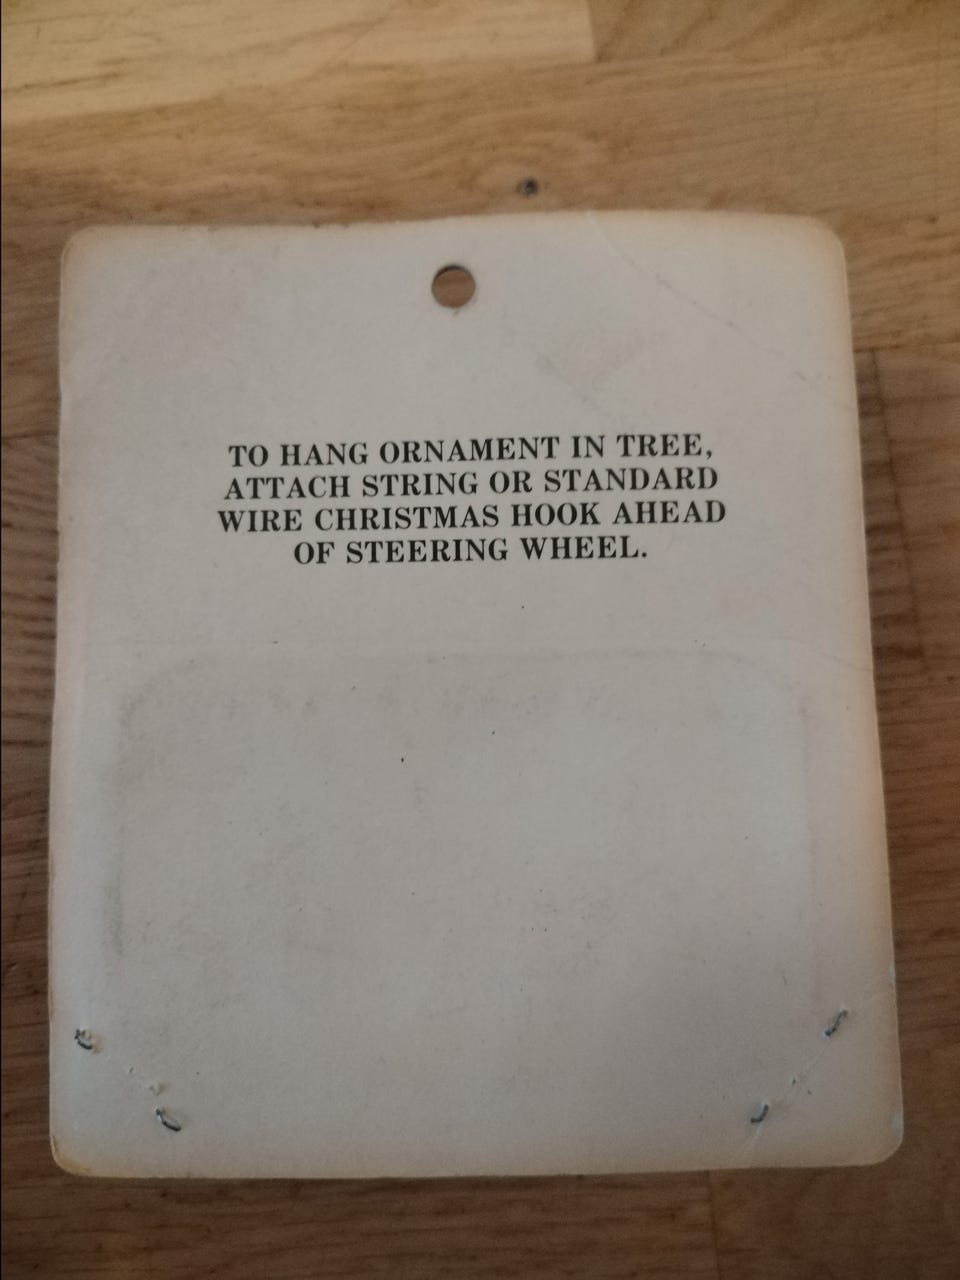 TO HANG ORNAMENT IN TREE,
ATTACH STRING OR STANDARD
WIRE CHRISTMAS HOOK AHEAD
OF STEERING WHEEL.